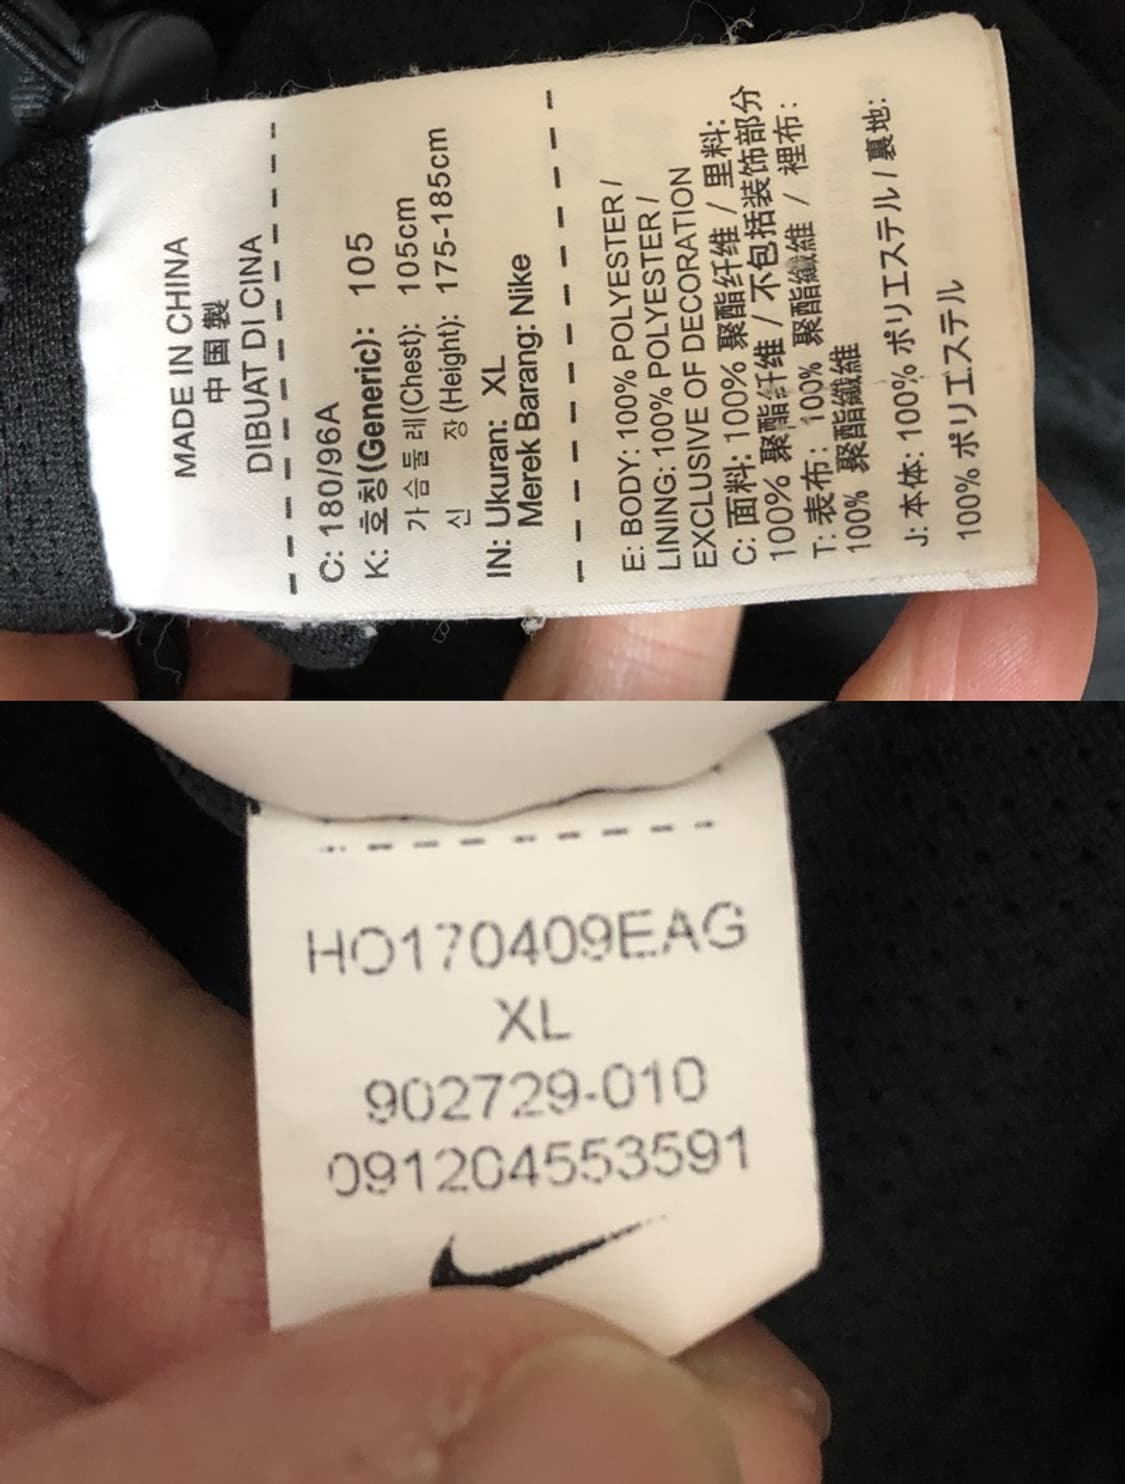 MADE IN CHINA
中国製
DIBUAT DI CINA
C: 180/96A
K: 호칭(Generic): 105
가슴둘레(Chest): 105cm
신 장(Height): 175-185cm
IN: Ukuran: XL
Merek Barang: Nike
E: BODY: 100% POLYESTER /
LINING: 100% POLYESTER /
EXCLUSIVE OF DECORATION
C: 面料: 100% 聚酯纤维 / 里料:
100% 聚酯纤维 / 不包括装饰部分
T: 表布: 100% 聚酯纖維 / 裡布:
100% 聚酯纖維
J: 本体: 100% ポリエステル / 裏地:
100% ポリエステル
HO170409EAG
XL
902729-010
091204553591